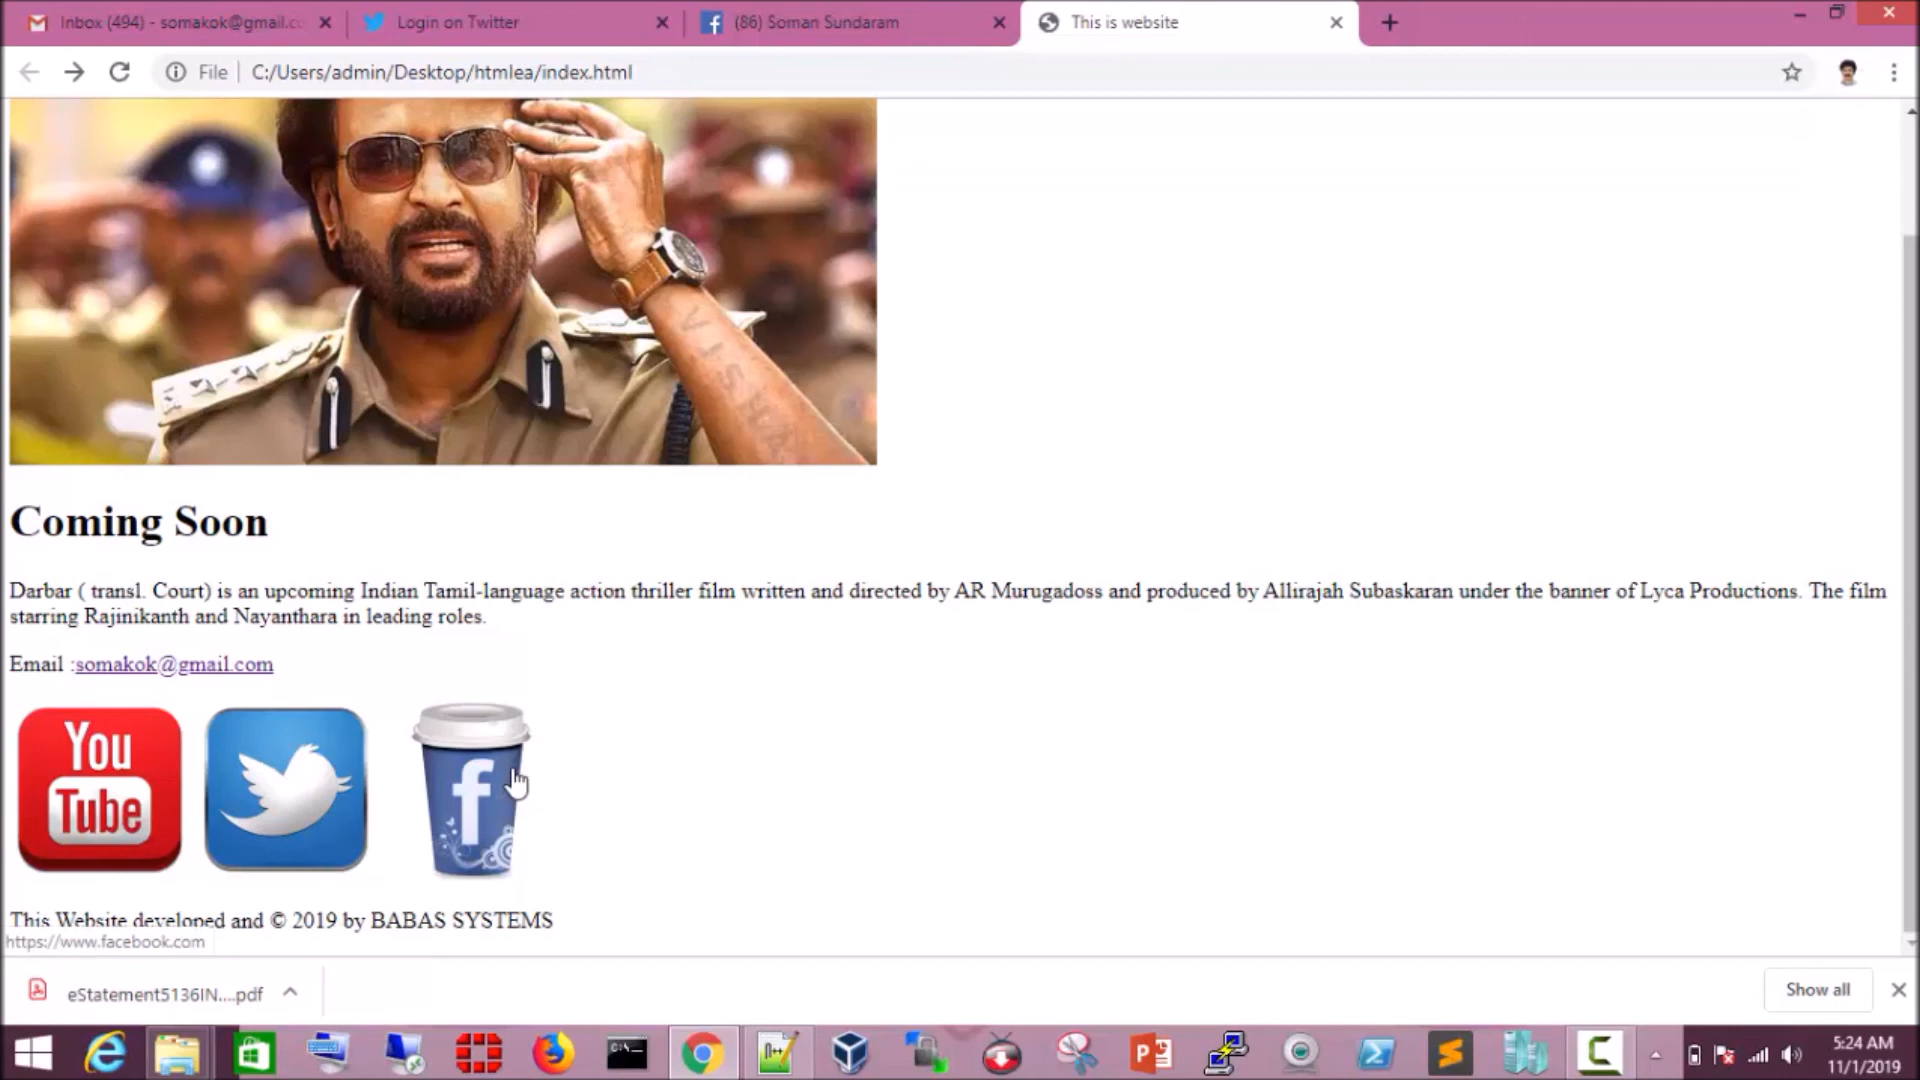 Inbox (494) - somakok@gmail.co
Login on Twitter
(86) Soman Sundaram
This is website
File
C:/Users/admin/Desktop/htmlea/index.html
VISHAL
Coming Soon
Darbar ( transl. Court) is an upcoming Indian Tamil-language action thriller film written and directed by AR Murugadoss and produced by Allirajah Subaskaran under the banner of Lyca Productions. The film
starring Rajinikanth and Nayanthara in leading roles.
Email :somakok@gmail.com
You
Tube
f
This Website developed and © 2019 by BABAS SYSTEMS
https://www.facebook.com
eStatement5136IN....pdf
Show all
5:24 AM
11/1/2019